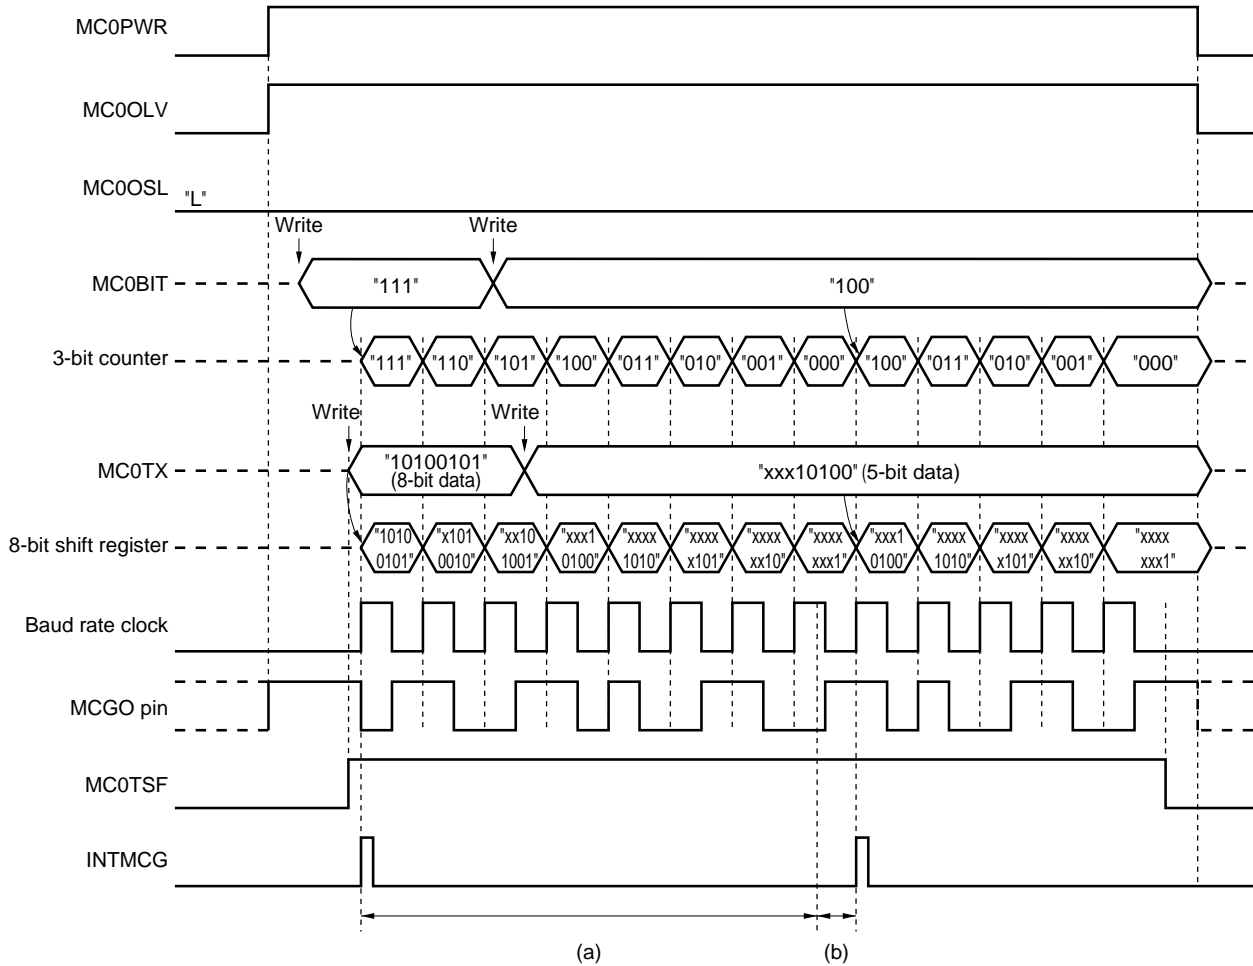 MC0PWR
MC0OLV
MC0OSL "L"
Write Write
MC0BIT "111" "100"
3-bit counter "111" "110" "101" "100" "011" "010" "001" "000" "100" "011" "010" "001" "000"
Write Write
MC0TX "10100101" (8-bit data) "xxx10100" (5-bit data)
8-bit shift register
"1010 "x101 "xx10 "xxx1 "xxxx "xxxx "xxxx "xxxx "xxx1 "xxxx "xxxx "xxxx "xxxx
0101" 0010" 1001" 0100" 1010" x101" xx10" xxx1" 0100" 1010" x101" xx10" xxx1"
Baud rate clock
MCGO pin
MC0TSF
INTMCG
(a) (b)